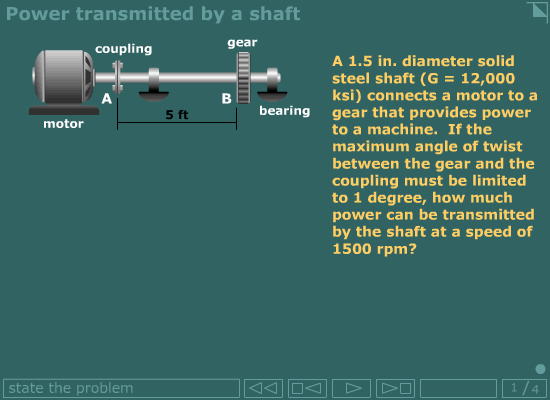 Power transmitted by a shaft
coupling
gear
A
B
bearing
motor
5 ft
A 1.5 in. diameter solid
steel shaft (G = 12,000
ksi) connects a motor to a
gear that provides power
to a machine.  If the
maximum angle of twist
between the gear and the
coupling must be limited
to 1 degree, how much
power can be transmitted
by the shaft at a speed of
1500 rpm?
state the problem
1/4